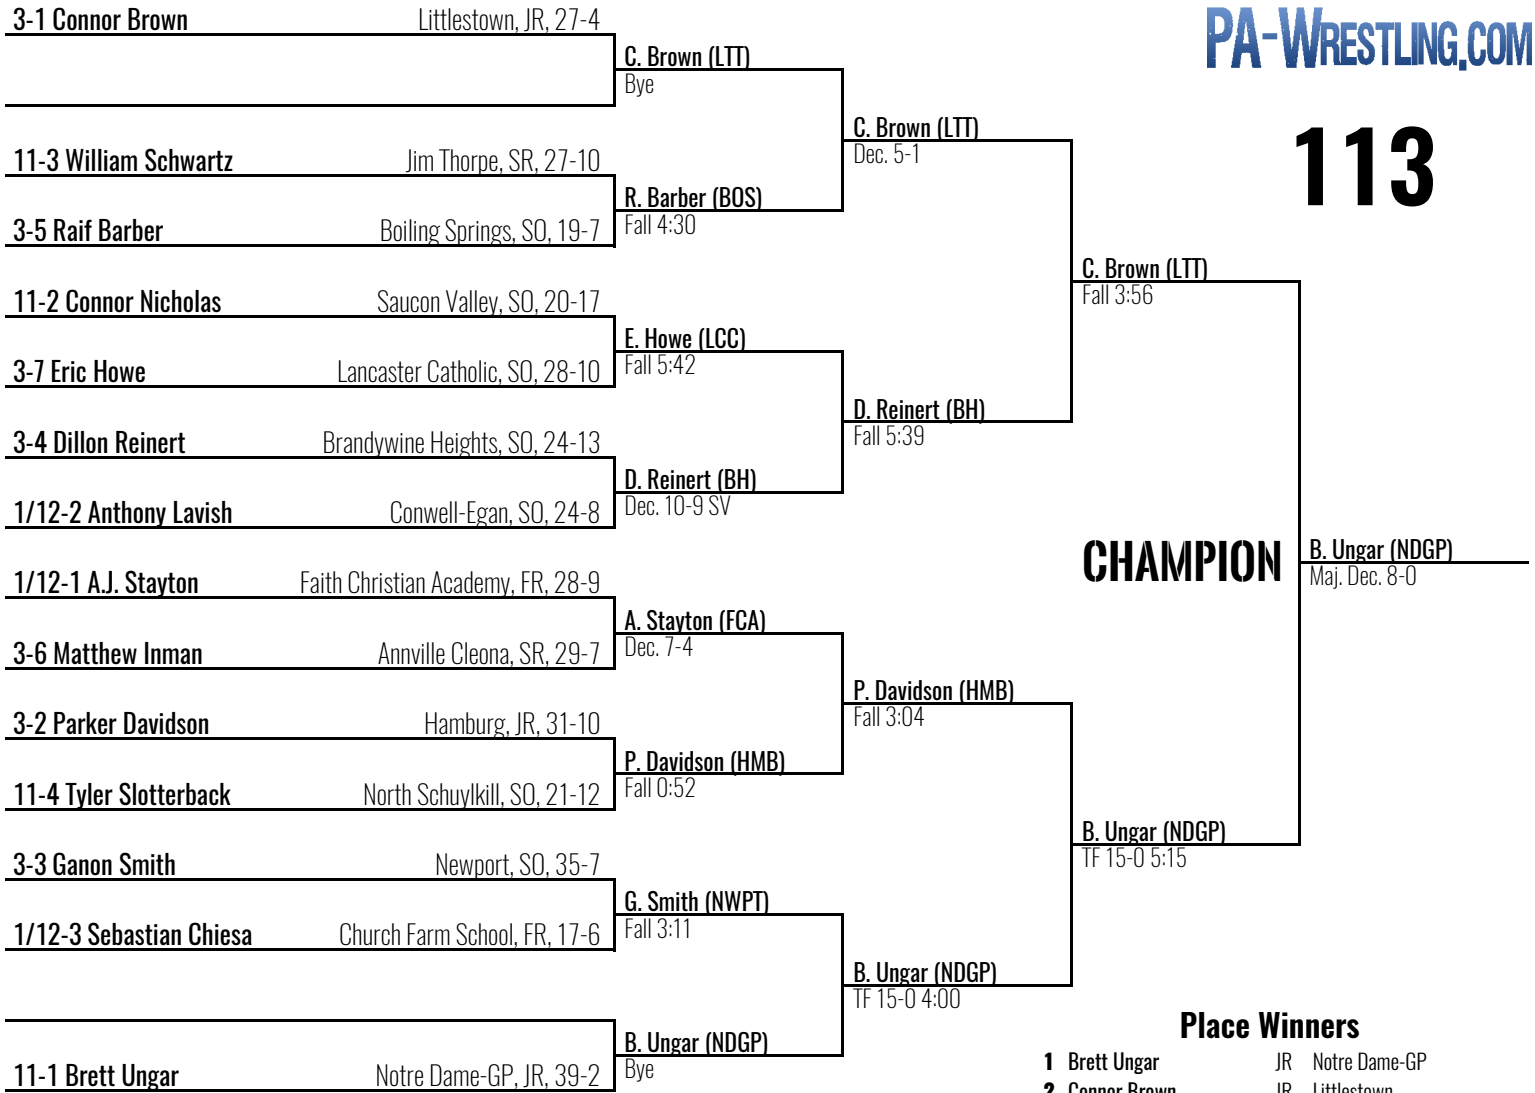 3-1 Connor Brown Littlestown, JR, 27-4
PA-WRESTLING.COM
C. Brown (LTT)
Bye
113
C. Brown (LTT)
Dec. 5-1
11-3 William Schwartz Jim Thorpe, SR, 27-10
R. Barber (BOS)
Fall 4:30
3-5 Raif Barber Boiling Springs, SO, 19-7
C. Brown (LTT)
Fall 3:56
11-2 Connor Nicholas Saucon Valley, SO, 20-17
E. Howe (LCC)
Fall 5:42
3-7 Eric Howe Lancaster Catholic, SO, 28-10
D. Reinert (BH)
Fall 5:39
3-4 Dillon Reinert Brandywine Heights, SO, 24-13
D. Reinert (BH)
Dec. 10-9 SV
1/12-2 Anthony Lavish Conwell-Egan, SO, 24-8
CHAMPION
B. Ungar (NDGP)
Maj. Dec. 8-0
1/12-1 A.J. Stayton Faith Christian Academy, FR, 28-9
A. Stayton (FCA)
Dec. 7-4
3-6 Matthew Inman Annville Cleona, SR, 29-7
P. Davidson (HMB)
Fall 3:04
3-2 Parker Davidson Hamburg, JR, 31-10
P. Davidson (HMB)
Fall 0:52
11-4 Tyler Slotterback North Schuylkill, SO, 21-12
B. Ungar (NDGP)
TF 15-0 5:15
3-3 Ganon Smith Newport, SO, 35-7
G. Smith (NWPT)
Fall 3:11
1/12-3 Sebastian Chiesa Church Farm School, FR, 17-6
B. Ungar (NDGP)
TF 15-0 4:00
B. Ungar (NDGP)
Bye
11-1 Brett Ungar Notre Dame-GP, JR, 39-2
Place Winners
1 Brett Ungar JR Notre Dame-GP
2 Connor Brown JR Littlestown